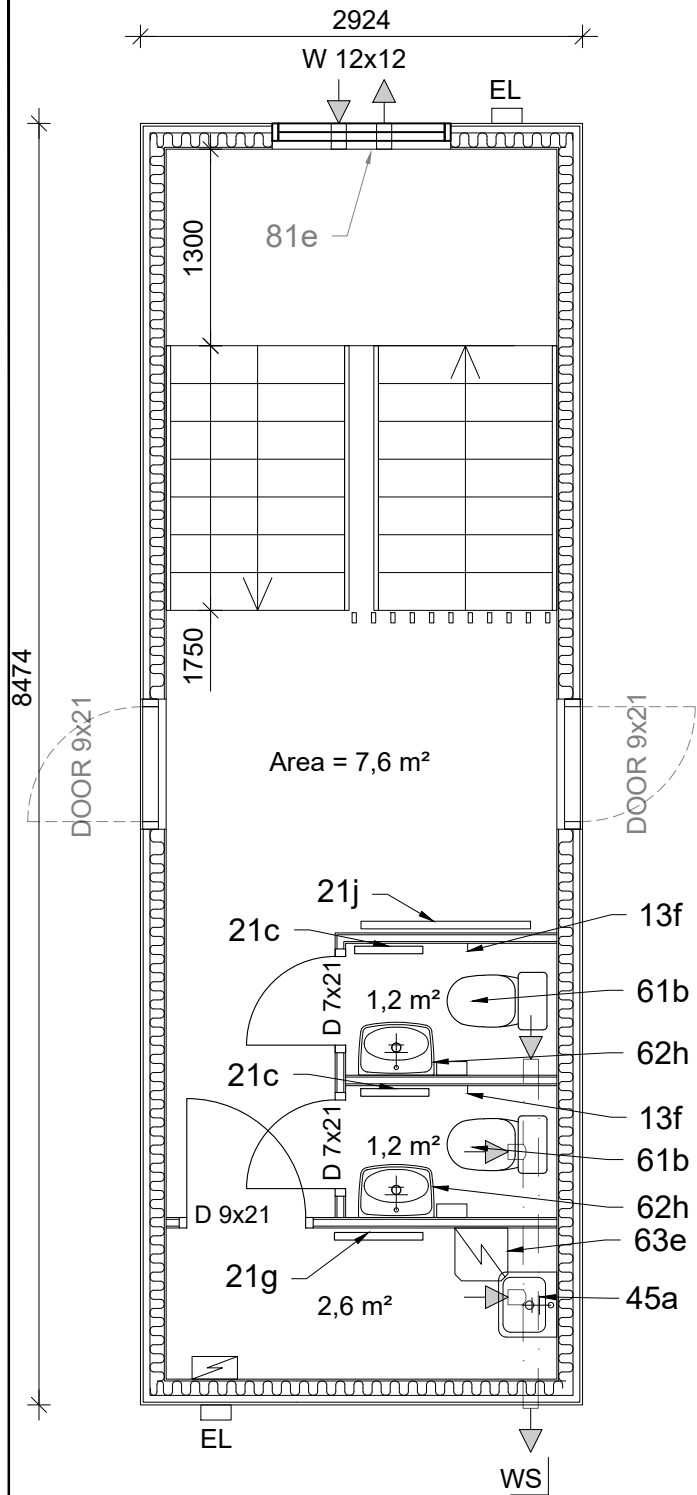 2924
W 12x12
EL
81e
1300
1750
8474
DOOR 9x21
DOOR 9x21
Area = 7,6 m²
21j
21c
13f
D 7x21
1,2 m²
61b
62h
21c
13f
D 7x21
1,2 m²
61b
62h
D 9x21
63e
21g
2,6 m²
45a
EL
WS